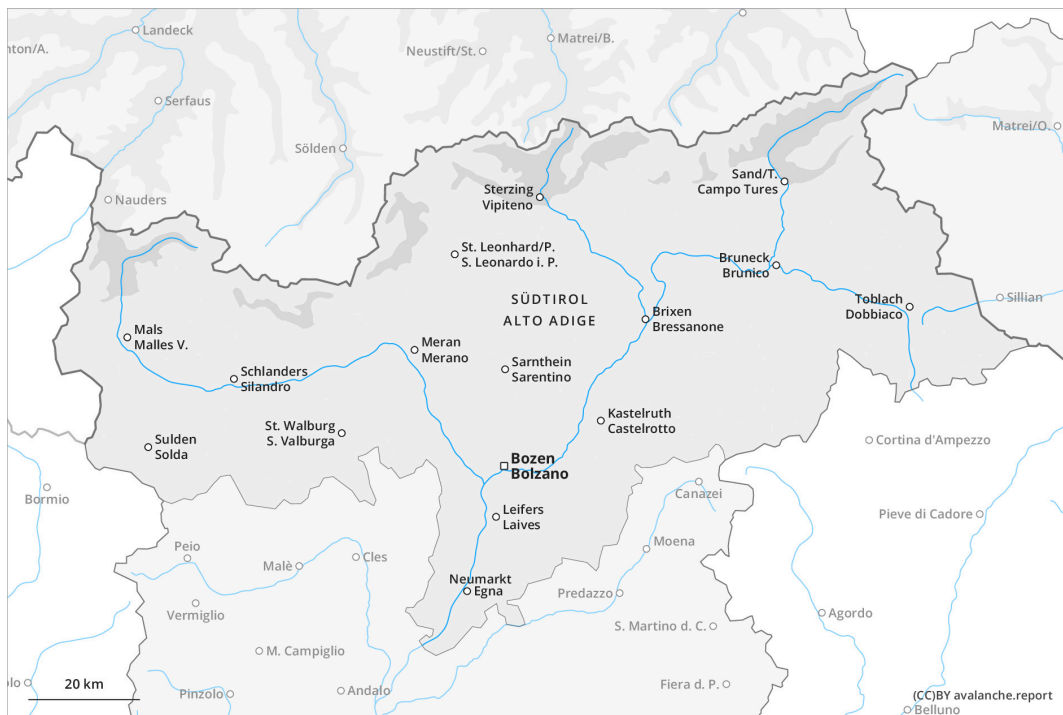 Landeck
nton/A.
Neustift/St.
Matrei/B.
Serfaus
Matrei/O.
Sölden
Sand/T.
Campo Tures
Sterzing
Vipiteno
Nauders
St. Leonhard/P.
S. Leonardo i. P.
Bruneck
Brunico
SÜDTIROL
ALTO ADIGE
Toblach
Dobbiaco
Sillian
Brixen
Bressanone
Mals
Malles V.
Meran
Merano
Sarnthein
Sarentino
Schlanders
Silandro
Kastelruth
Castelrotto
St. Walburg
S. Valburga
Sulden
Solda
Cortina d'Ampezzo
Bozen
Bolzano
Bormio
Canazei
Leifers
Laives
Pieve di Cadore
Peio
Moena
Cles
Malè
Neumarkt
Egna
Predazzo
Vermiglio
Agordo
S. Martino d. C.
M. Campiglio
olo
20 km
Pinzolo
Andalo
Fiera d. P.
(CC)BY avalanche.report
Belluno